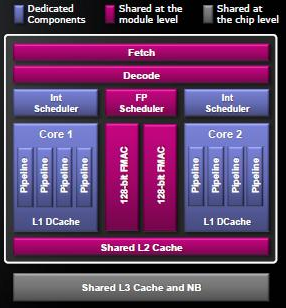 Dedicated
Components
Shared at the
module level
Shared at
the chip level
Fetch
Decode
Int
Scheduler
FP
Scheduler
Int
Scheduler
Core 1
Pipeline
Pipeline
Pipeline
Pipeline
L1 DCache
128-bit FMAC
128-bit FMAC
Core 2
Pipeline
Pipeline
Pipeline
Pipeline
L1 DCache
Shared L2 Cache
Shared L3 Cache and NB